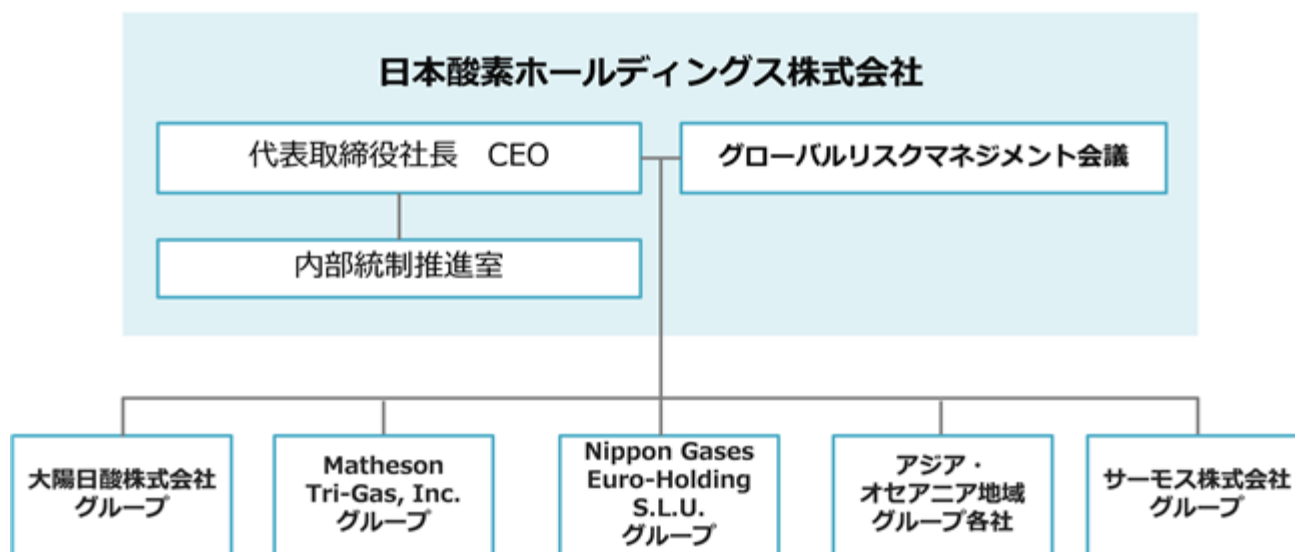 日本酸素ホールディングス株式会社
代表取締役社長　CEO
グローバルリスクマネジメント会議
内部統制推進室
大陽日酸株式会社
グループ
Matheson
Tri-Gas, Inc.
グループ
Nippon Gases
Euro-Holding
S.L.U.
グループ
アジア・
オセアニア地域
グループ各社
サーモス株式会社
グループ